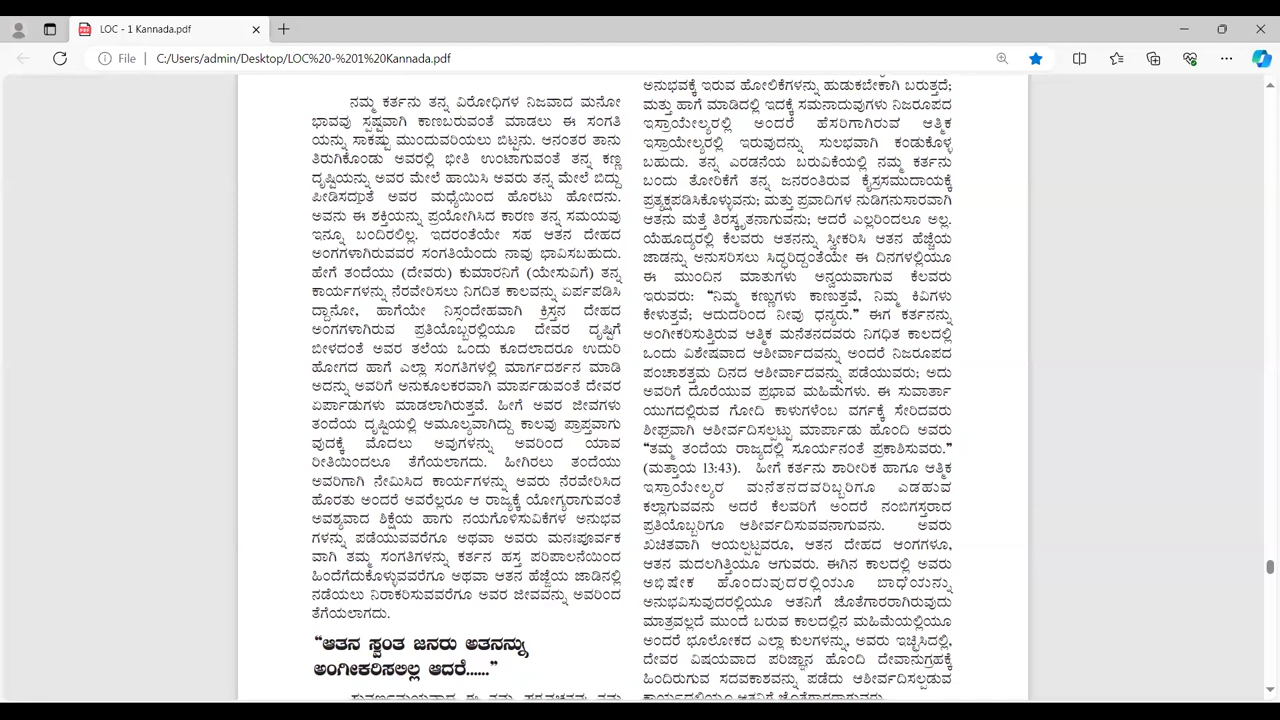 LOC - 1 Kannada.pdf
File
C:/Users/admin/Desktop/LOC%20-%201%20Kannada.pdf
ನಮ್ಮ ಕರ್ತನು ತನ್ನ ವಿರೋಧಿಗಳ ನಿಜವಾದ ಮನೋ
ಭಾವವು ಸ್ಪಷ್ಟವಾಗಿ ಕಾಣಬರುವಂತೆ ಮಾಡಲು ಈ ಸಂಗತಿ
ಯನ್ನು ಸಾಕಷ್ಟು ಮುಂದುವರಿಯಲು ಬಿಟ್ಟನು. ಆನಂತರ ತಾನು
ತಿರುಗಿಕೊಂಡು ಅವರಲ್ಲಿ ಭೀತಿ ಉಂಟಾಗುವಂತೆ ತನ್ನ ಕಣ್ಣ
ದೃಷ್ಟಿಯನ್ನು ಅವರ ಮೇಲೆ ಹಾಯಿಸಿ ಅವರು ತನ್ನ ಮೇಲೆ ಬಿದ್ದು
ಅವರ ಮಧ್ಯೆಯಿಂದ ಹೊರಟು ಹೋದನು.
ಅವನು ಈ ಶಕ್ತಿಯನ್ನು ಪ್ರಯೋಗಿಸಿದ ಕಾರಣ ತನ್ನ ಸಮಯವು
ಇನ್ನೂ ಬಂದಿರಲಿಲ್ಲ. ಇದರಂತೆಯೇ ಸಹ ಆತನ ದೇಹದ
ಅಂಗಗಳಾಗಿರುವವರ ಸಂಗತಿಯೆಂದು ನಾವು ಭಾವಿಸಬಹುದು.
ಹೇಗೆ ತಂದೆಯು (ದೇವರು) ಕುಮಾರನಿಗೆ (ಯೇಸುವಿಗೆ) ತನ್ನ
ಕಾರ್ಯಗಳನ್ನು ನೆರವೇರಿಸಲು ನಿಗದಿತ ಕಾಲವನ್ನು ಏರ್ಪಪಡಿಸಿ
ದ್ದಾನೋ, ಹಾಗೆಯೇ ನಿಸ್ಸಂದೇಹವಾಗಿ ಕ್ರಿಸ್ತನ ದೇಹದ
ಅಂಗಗಳಾಗಿರುವ ಪ್ರತಿಯೊಬ್ಬರಲ್ಲಿಯೂ ದೇವರ ದೃಷ್ಟಿಗೆ
ಬೀಳದಂತೆ ಅವರ ತಲೆಯ ಒಂದು ಕೂದಲಾದರೂ ಉದುರಿ
ಹೋಗದ ಹಾಗೆ ಎಲ್ಲಾ ಸಂಗತಿಗಳಲ್ಲಿ ಮಾರ್ಗದರ್ಶನ ಮಾಡಿ
ಅದನ್ನು ಅವರಿಗೆ ಅನುಕೂಲಕರವಾಗಿ ಮಾರ್ಪಡುವಂತೆ ದೇವರ
ಏರ್ಪಾಡುಗಳು ಮಾಡಲಾಗಿರುತ್ತವೆ. ಹೀಗೆ ಅವರ ಜೀವಗಳು
ತಂದೆಯ ದೃಷ್ಟಿಯಲ್ಲಿ ಅಮೂಲ್ಯವಾಗಿದ್ದು ಕಾಲವು ಪ್ರಾಪ್ತವಾಗು
ವುದಕ್ಕೆ ಮೊದಲು ಅವುಗಳನ್ನು ಅವರಿಂದ ಯಾವ
ರೀತಿಯಿಂದಲೂ ತೆಗೆಯಲಾಗದು. ಹೀಗಿರಲು ತಂದೆಯು
ಅವರಿಗಾಗಿ ನೇಮಿಸಿದ ಕಾರ್ಯಗಳನ್ನು ಅವರು ನೆರವೇರಿಸಿದ
ಹೊರತು ಅಂದರೆ ಅವರೆಲ್ಲರೂ ಆ ರಾಜ್ಯಕ್ಕೆ ಯೋಗ್ಯರಾಗುವಂತೆ
ಅವಶ್ಯವಾದ ಶಿಕ್ಷೆಯ ಹಾಗು ನಯಗೊಳಿಸುವಿಕೆಗಳ ಅನುಭವ
ಗಳನ್ನು ಪಡೆಯುವವರೆಗೂ ಅಥವಾ ಅವರು ಮನಃಪೂರ್ವಕ
ವಾಗಿ ತಮ್ಮ ಸಂಗತಿಗಳನ್ನು ಕರ್ತನ ಹಸ್ತ ಪರಿಪಾಲನೆಯಿಂದ
ಹಿಂದೆಗೆದುಕೊಳ್ಳುವವರೆಗೂ ಅಥವಾ ಆತನ ಹೆಜ್ಜೆಯ ಜಾಡಿನಲ್ಲಿ
ನಡೆಯಲು ನಿರಾಕರಿಸುವವರೆಗೂ ಅವರ ಜೀವವನ್ನು ಅವರಿಂದ
ತೆಗೆಯಲಾಗದು.
“ಆತನ ಸ್ವಂತ ಜನರು ಅತನನ್ನು
ಅಂಗೀಕರಿಸಲಿಲ್ಲ ಆದರೆ......”
ಅನುಭವಕ್ಕೆ ಇರುವ ಹೋಲಿಕೆಗಳನ್ನು ಹುಡುಕಬೇಕಾಗಿ ಬರುತ್ತದೆ;
ಮತ್ತು ಹಾಗೆ ಮಾಡಿದಲ್ಲಿ ಇದಕ್ಕೆ ಸಮನಾದುವುಗಳು ನಿಜರೂಪದ
ಇಸ್ರಾಯೇಲ್ಯರಲ್ಲಿ ಅಂದರೆ ಹೆಸರಿಗಾಗಿರುವ ಆತ್ಮಿಕ
ಇಸ್ರಾಯೇಲ್ಯರಲ್ಲಿ ಇರುವುದನ್ನು ಸುಲಭವಾಗಿ ಕಂಡುಕೊಳ್ಳ
ಬಹುದು. ತನ್ನ ಎರಡನೆಯ ಬರುವಿಕೆಯಲ್ಲಿ ನಮ್ಮ ಕರ್ತನು
ಬಂದು ತೋರಿಕೆಗೆ ತನ್ನ ಜನರಂತಿರುವ ಕೈಸ್ರಸಮುದಾಯಕ್ಕೆ
ಪ್ರತ್ಯಕ್ಷಪಡಿಸಿಕೊಳ್ಳುವನು; ಮತ್ತು ಪ್ರವಾದಿಗಳ ನುಡಿಗನುಸಾರವಾಗಿ
ಆತನು ಮತ್ತೆ ತಿರಸ್ಕೃತನಾಗುವನು; ಆದರೆ ಎಲ್ಲರಿಂದಲೂ ಅಲ್ಲ.
ಯೆಹೂದ್ಯರಲ್ಲಿ ಕೆಲವರು ಆತನನ್ನು ಸ್ವೀಕರಿಸಿ ಆತನ ಹೆಜ್ಜೆಯ
ಜಾಡನ್ನು ಅನುಸರಿಸಲು ಸಿದ್ಧರಿದ್ದಂತೆಯೇ ಈ ದಿನಗಳಲ್ಲಿಯೂ
ಈ ಮುಂದಿನ ಮಾತುಗಳು ಅನ್ವಯವಾಗುವ ಕೆಲವರು
ಇರುವರು: “ನಿಮ್ಮ ಕಣ್ಣುಗಳು ಕಾಣುತ್ತವೆ, ನಿಮ್ಮ ಕಿವಿಗಳು
ಕೇಳುತ್ತವೆ; ಆದುದರಿಂದ ನೀವು ಧನ್ಯರು.” ಈಗ ಕರ್ತನನ್ನು
ಅಂಗೀಕರಿಸುತ್ತಿರುವ ಆತ್ಮಿಕ ಮನೆತನದವರು ನಿಗಧಿತ ಕಾಲದಲ್ಲಿ
ಒಂದು ವಿಶೇಷವಾದ ಆಶೀರ್ವಾದವನ್ನು ಅಂದರೆ ನಿಜರೂಪದ
ಪಂಚಾಶತ್ತಮ ದಿನದ ಆಶೀರ್ವಾದವನ್ನು ಪಡೆಯುವರು; ಅದು
ಅವರಿಗೆ ದೊರೆಯುವ ಪ್ರಭಾವ ಮಹಿಮೆಗಳು. ಈ ಸುವಾರ್ತಾ
ಯುಗದಲ್ಲಿರುವ ಗೋದಿ ಕಾಳುಗಳೆಂಬ ವರ್ಗಕ್ಕೆ ಸೇರಿದವರು
ಶೀಘ್ರವಾಗಿ ಆಶೀರ್ವದಿಸಲ್ಪಟ್ಟು ಮಾರ್ಪಾಡು ಹೊಂದಿ ಅವರು
“ತಮ್ಮ ತಂದೆಯ ರಾಜ್ಯದಲ್ಲಿ ಸೂರ್ಯನಂತೆ ಪ್ರಕಾಶಿಸುವರು.”
(ಮತ್ತಾಯ 13:43). ಹೀಗೆ ಕರ್ತನು ಶಾರೀರಿಕ ಹಾಗೂ ಆತ್ಮಿಕ
ಇಸ್ರಾಯೇಲ್ಯರ ಮನೆತನದವರಿಬ್ಬರಿಗೂ ಎಡಹುವ
ಕಲ್ಲಾಗುವವನು ಅದರೆ ಕೆಲವರಿಗೆ ಅಂದರೆ ನಂಬಿಗಸ್ತರಾದ
ಪ್ರತಿಯೊಬ್ಬರಿಗೂ ಆಶೀರ್ವದಿಸುವವನಾಗುವನು. ಅವರು
ಖಚಿತವಾಗಿ ಆಯಲ್ಪಟ್ಟವರೂ, ಆತನ ದೇಹದ ಆಂಗಗಳೂ,
ಆತನ ಮದಲಗಿತ್ತಿಯೂ ಆಗುವರು. ಈಗಿನ ಕಾಲದಲ್ಲಿ ಅವರು
ಅಭಿಷೇಕ ಹೊಂದುವುದರಲ್ಲಿಯೂ ಬಾಧೆಯನ್ನು
ಅನುಭವಿಸುವುದರಲ್ಲಿಯೂ ಆತನಿಗೆ ಜೊತೆಗಾರರಾಗಿರುವುದು
ಮಾತ್ರವಲ್ಲದೆ ಮುಂದೆ ಬರುವ ಕಾಲದಲ್ಲಿನ ಮಹಿಮೆಯಲ್ಲಿಯೂ
ಅಂದರೆ ಭೂಲೋಕದ ಎಲ್ಲಾ ಕುಲಗಳನ್ನು, ಅವರು ಇಚ್ಛಿಸಿದಲ್ಲಿ,
ದೇವರ ವಿಷಯವಾದ ಪರಿಜ್ಞಾನ ಹೊಂದಿ ದೇವಾನುಗ್ರಹಕ್ಕೆ
ಹಿಂದಿರುಗುವ ಸದವಕಾಶವನ್ನು ಪಡೆದು ಆಶೀರ್ವದಿಸಲ್ಪಡುವ
ಕಾರ್ಯದಲ್ಲಿಯೂ ಆತನಿಗೆ ಜೊತೆಗಾರರಾಗುವರು.